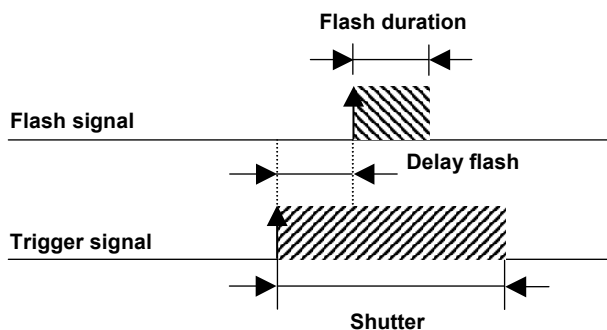 Flash duration
Flash signal
Delay flash
Trigger signal
Shutter